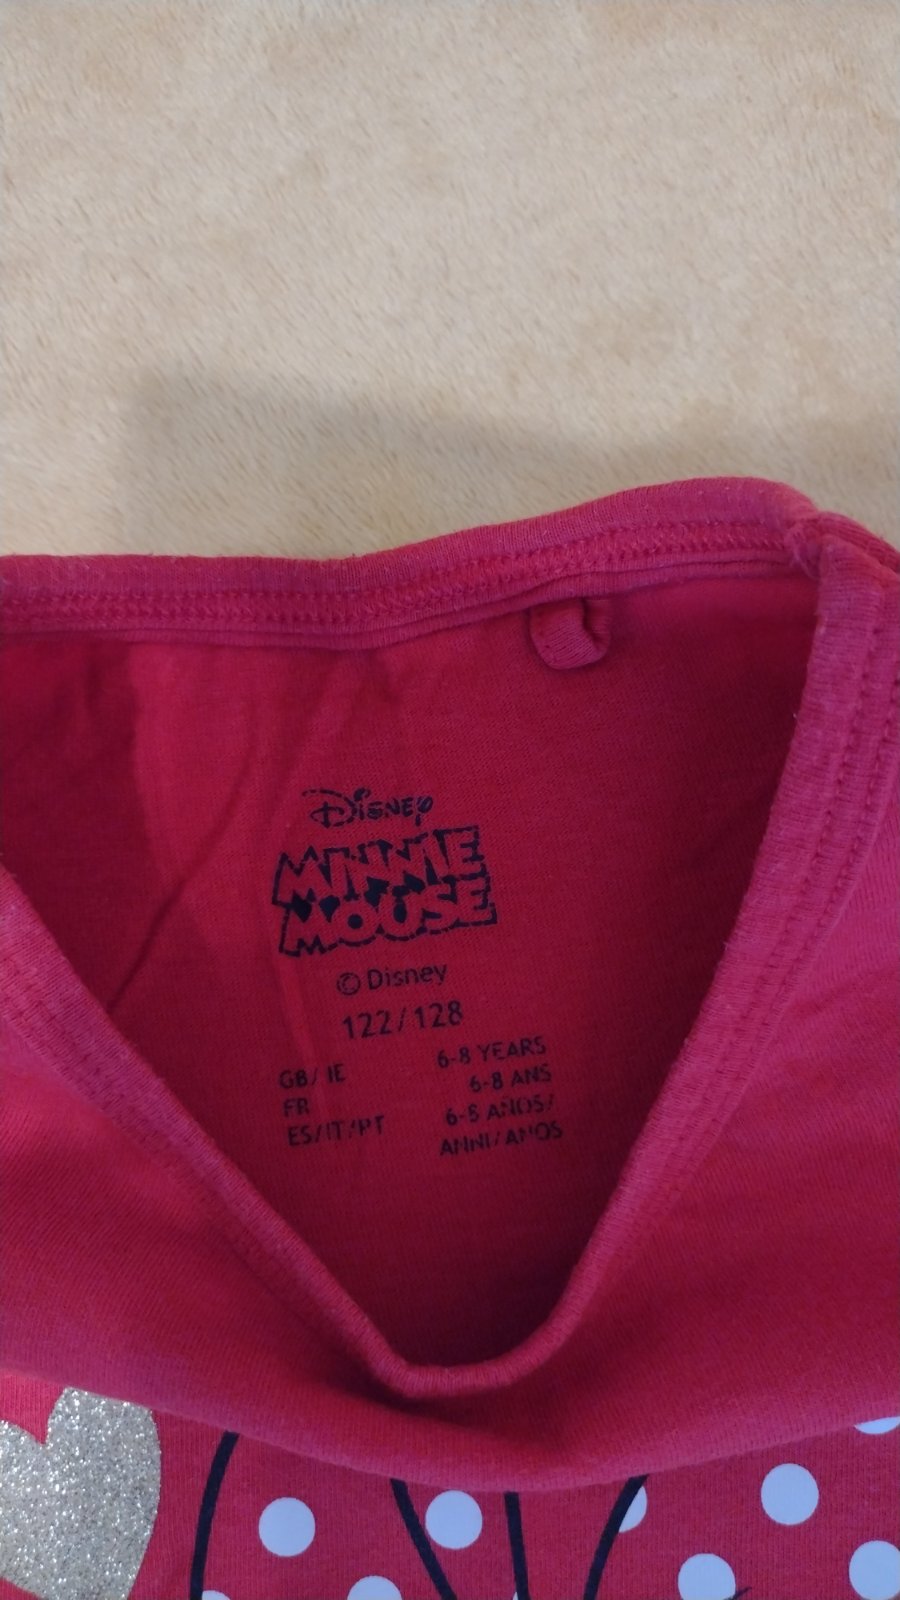 Disney
MINNIE
MOUSE
© Disney
122/128
GB/IE 6-8 YEARS
FR 6-8 ANS
ES/IT/PT 6-8 AÑOS/
ANNI/ANOS